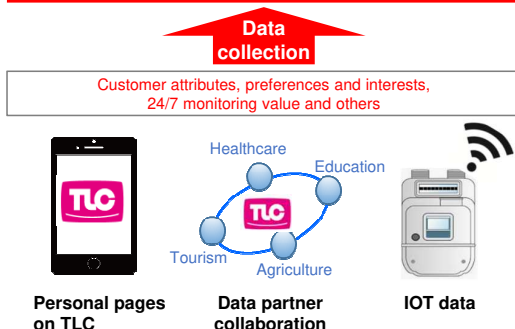 Data
collection
Customer attributes, preferences and interests,
24/7 monitoring value and others
Healthcare
Education
TLC
TLC
Tourism
Agriculture
Personal pages
on TLC
Data partner
collaboration
IOT data